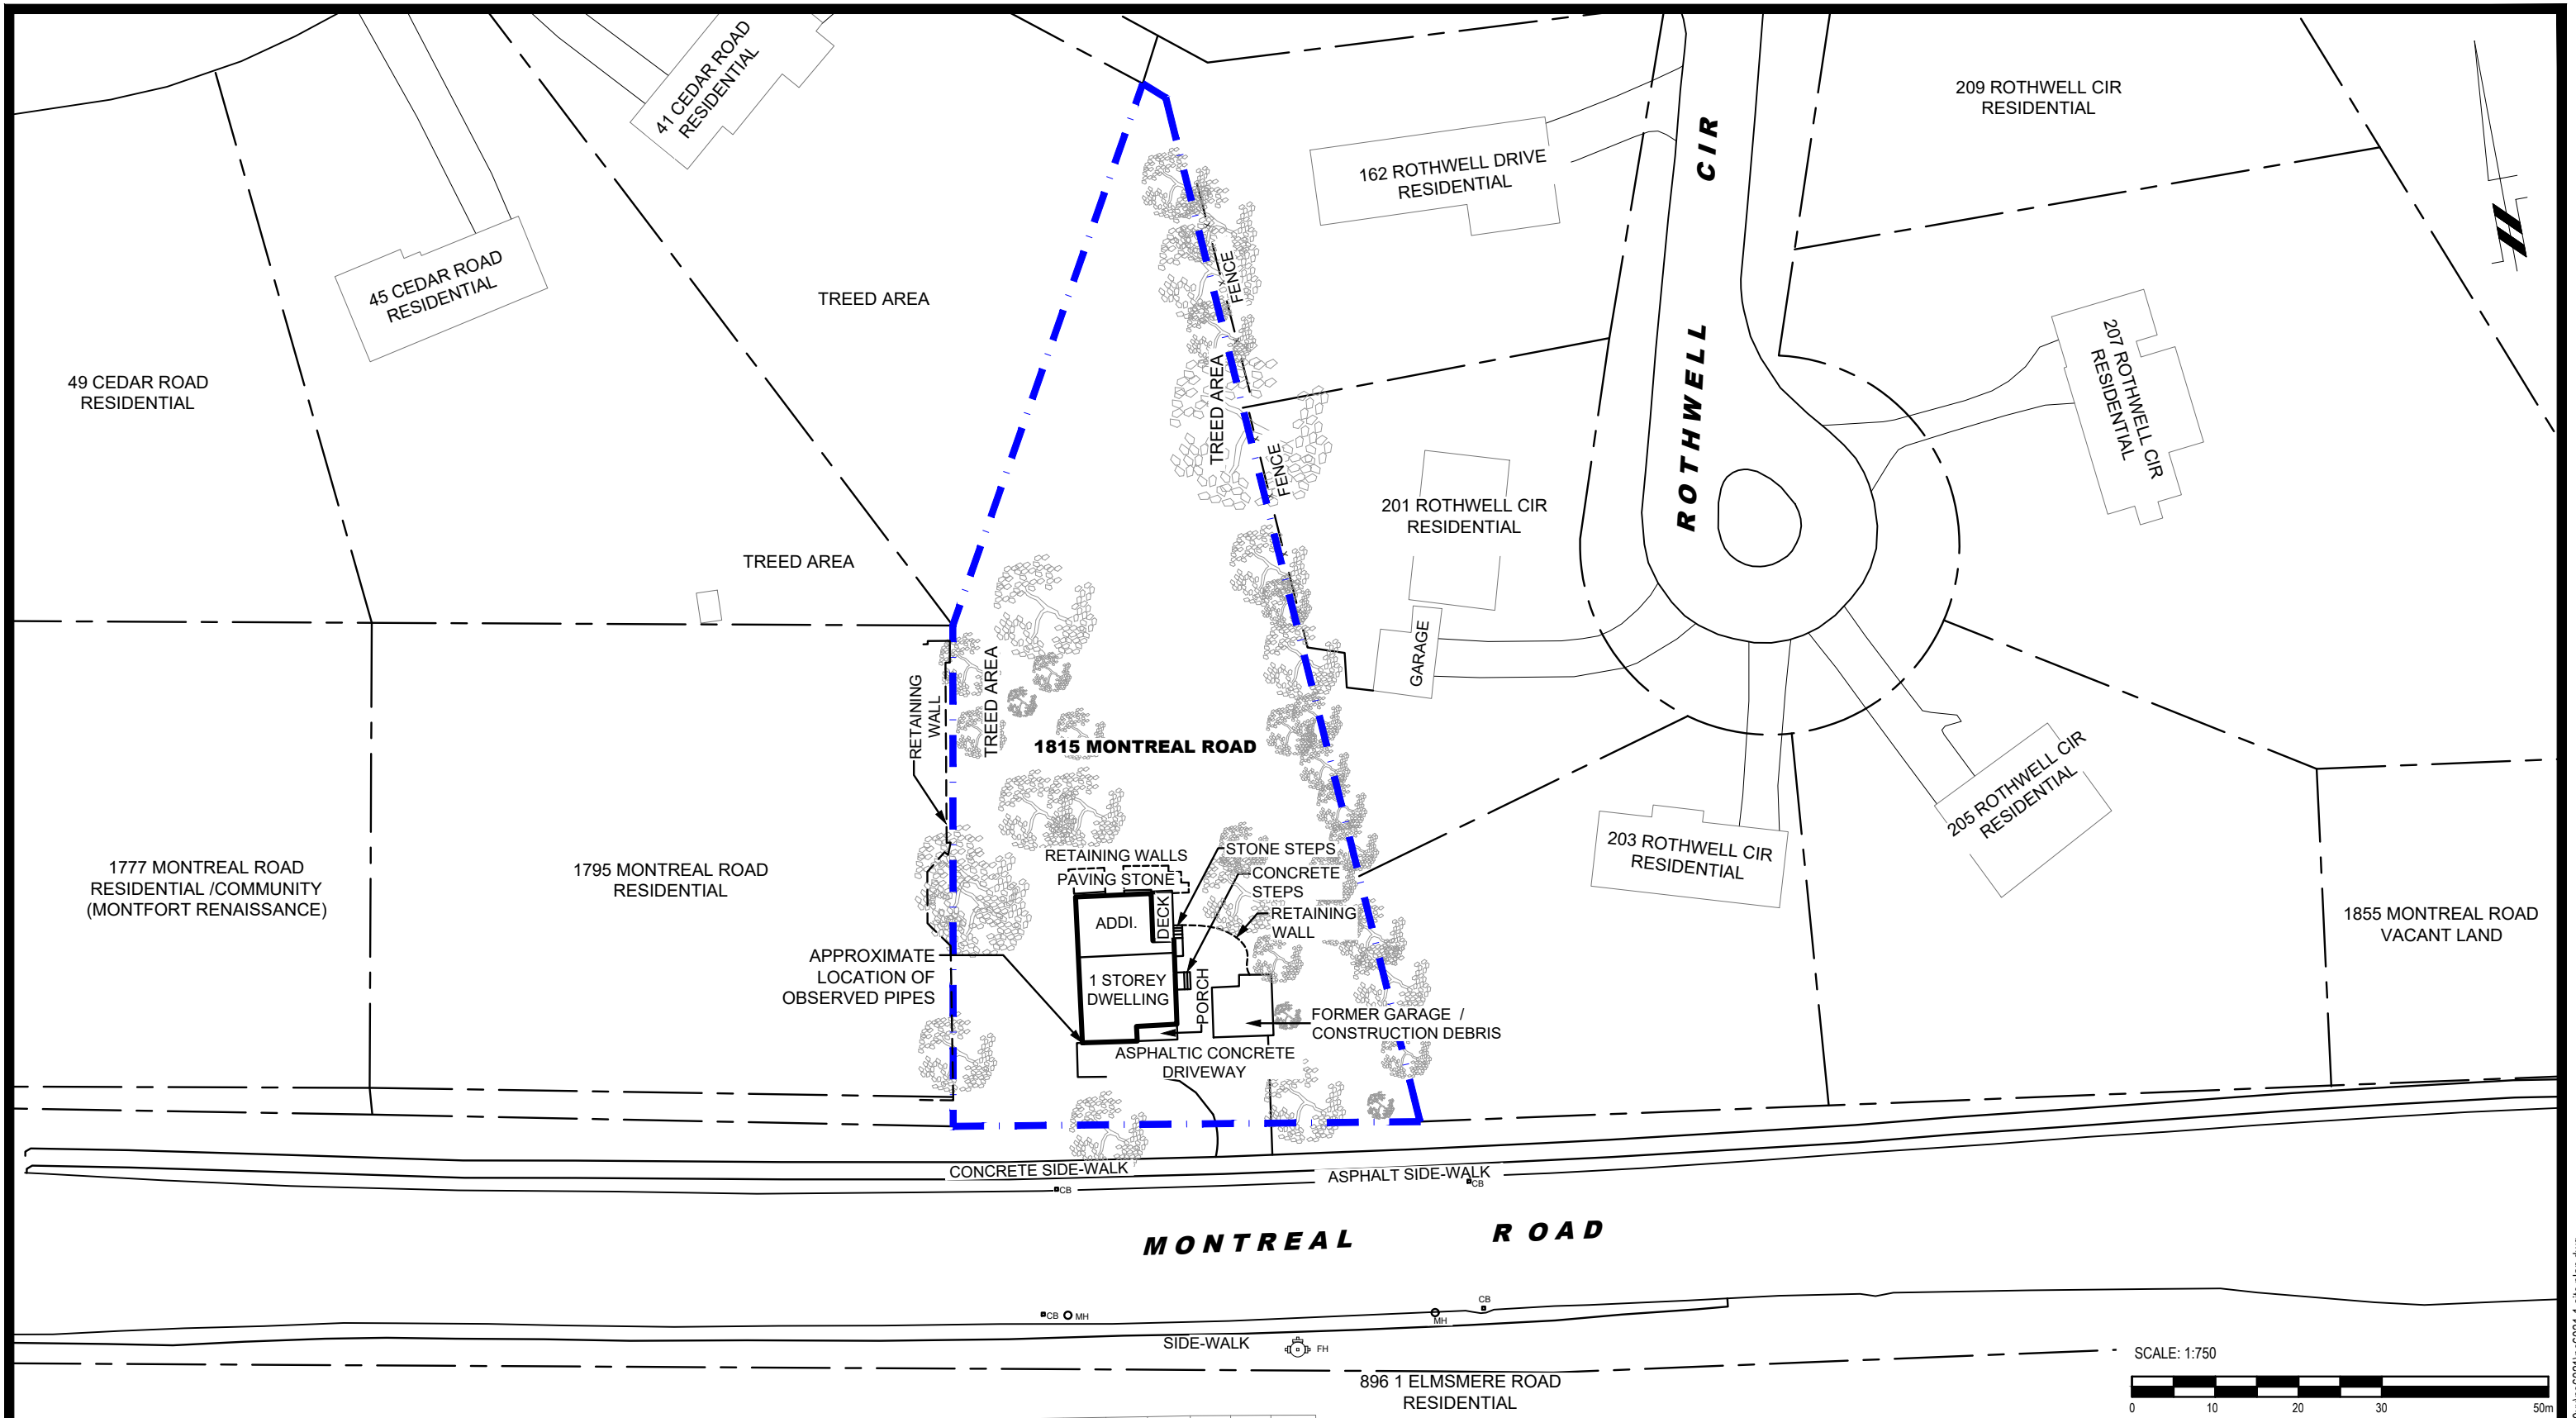 41 CEDAR ROAD
RESIDENTIAL
209 ROTHWELL CIR
RESIDENTIAL
162 ROTHWELL DRIVE
RESIDENTIAL
ROTHWELL CIR
45 CEDAR ROAD
RESIDENTIAL
TREED AREA
FENCE
49 CEDAR ROAD
RESIDENTIAL
TREED AREA
207 ROTHWELL CIR
RESIDENTIAL
FENCE
201 ROTHWELL CIR
RESIDENTIAL
TREED AREA
GARAGE
RETAINING
WALL
TREED AREA
1815 MONTREAL ROAD
205 ROTHWELL CIR
RESIDENTIAL
203 ROTHWELL CIR
RESIDENTIAL
1777 MONTREAL ROAD
RESIDENTIAL /COMMUNITY
(MONTFORT RENAISSANCE)
1795 MONTREAL ROAD
RESIDENTIAL
RETAINING WALLS
PAVING STONE
STONE STEPS
CONCRETE
STEPS
RETAINING
WALL
ADDI.
DECK
1855 MONTREAL ROAD
VACANT LAND
APPROXIMATE
LOCATION OF
OBSERVED PIPES
1 STOREY
DWELLING
PORCH
FORMER GARAGE /
CONSTRUCTION DEBRIS
ASPHALTIC CONCRETE
DRIVEWAY
CONCRETE SIDE-WALK
ASPHALT SIDE-WALK
CB
CB
MONTREAL ROAD
CB
MH
CB
MH
SIDE-WALK
FH
896 1 ELMSMERE ROAD
RESIDENTIAL
SCALE: 1:750
0 10 20 30 50m